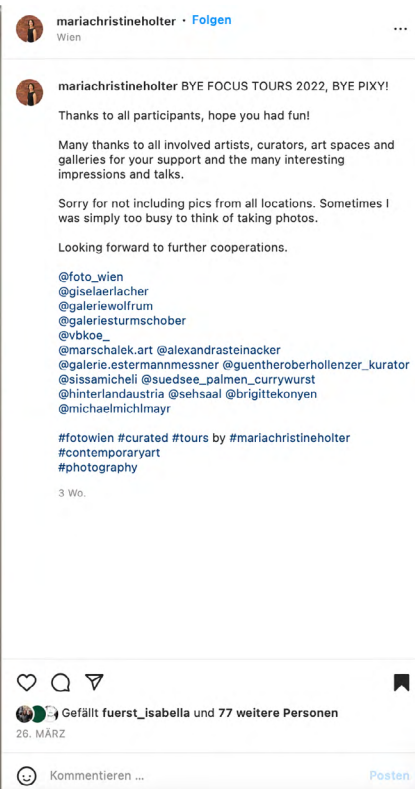 mariachristineholter • Folgen
Wien
mariachristineholter BYE FOCUS TOURS 2022, BYE PIXY!
Thanks to all participants, hope you had fun!
Many thanks to all involved artists, curators, art spaces and
galleries for your support and the many interesting
impressions and talks.
Sorry for not including pics from all locations. Sometimes I
was simply too busy to think of taking photos.
Looking forward to further cooperations.
@foto_wien
@giselaerlacher
@galeriewolfrum
@galeriesturmschober
@vbkoe_
@marschalek.art @alexandrasteinacker
@galerie.estermannmessner @guentheroberhollenzer_kurator
@sissamicheli @suedsee_palmen_currywurst
@hinterlandaustria @sehsaal @brigittekonyen
@michaelmichlmayr
#fotowien #curated #tours by #mariachristineholter
#contemporaryart
#photography
3 Wo.
Gefällt fuerst_isabella und 77 weitere Personen
26. MÄRZ
Kommentieren ... Posten